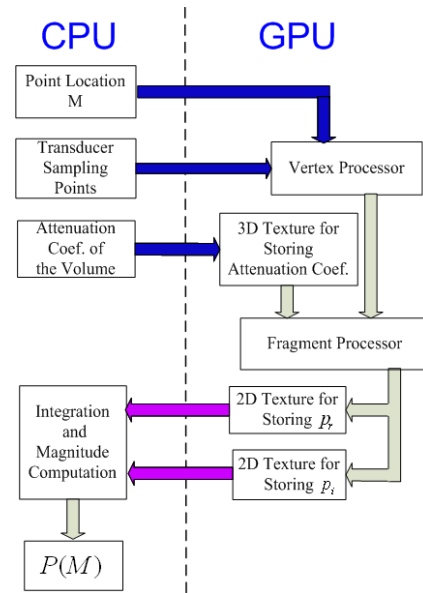 CPU
GPU
Point Location
M
Transducer
Sampling
Points
Vertex Processor
Attenuation
Coef. of
the Volume
3D Texture for
Storing
Attenuation Coef.
Fragment Processor
Integration
and
Magnitude
Computation
2D Texture for
Storing p_r
2D Texture for
Storing p_i
P(M)